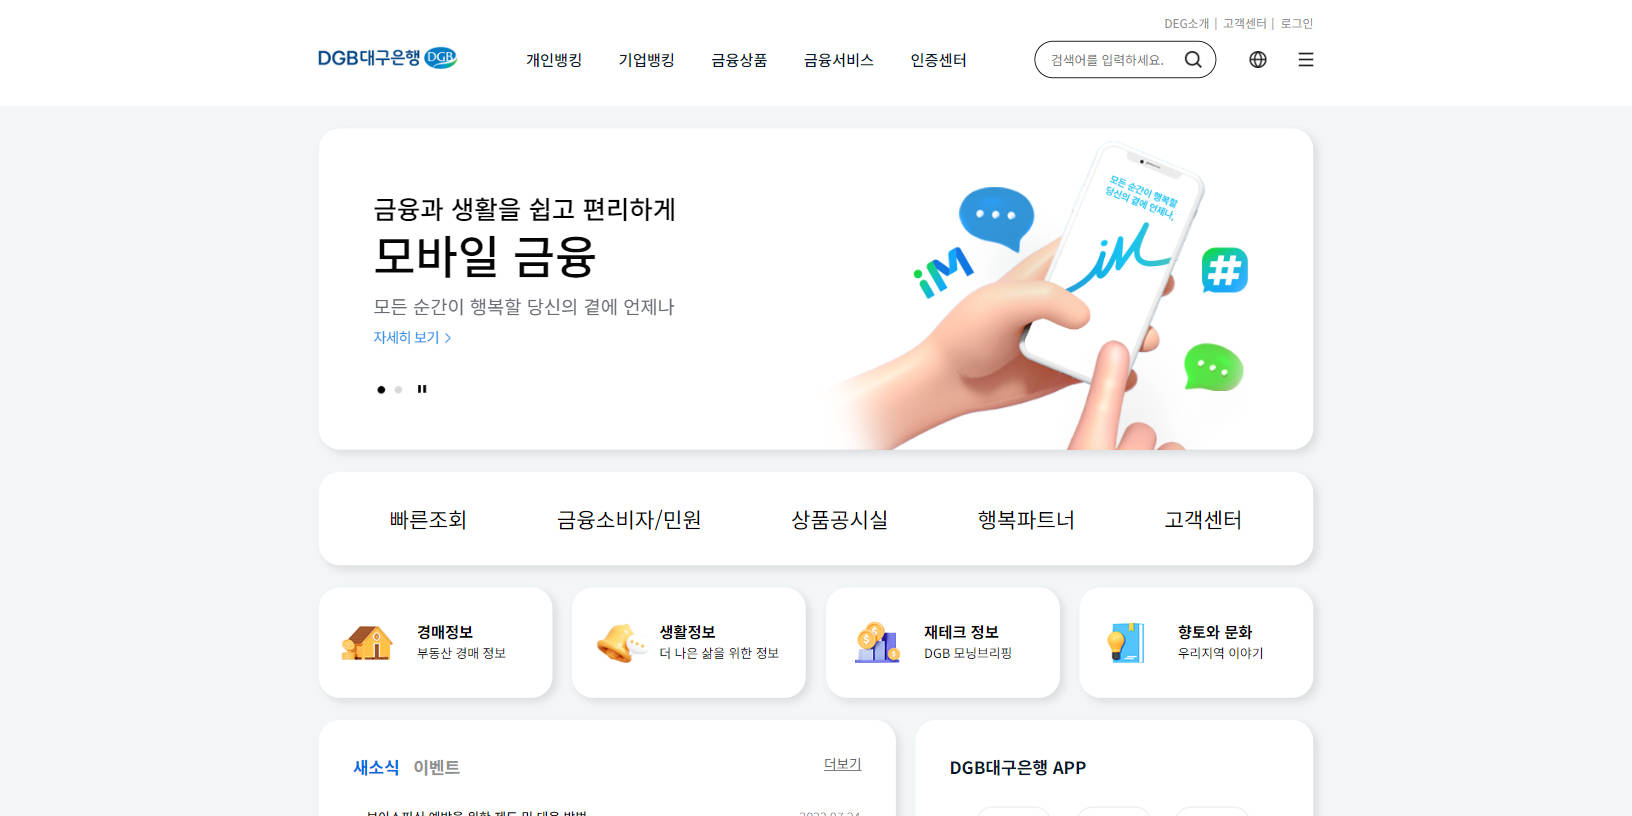 DEG소개 | 고객센터 | 로그인
DGB대구은행 DGB
개인뱅킹 기업뱅킹 금융상품 금융서비스 인증센터
검색어를 입력하세요.
금융과 생활을 쉽고 편리하게
모바일 금융
모든 순간이 행복할 당신의 곁에 언제나
자세히 보기 >
모든 순간이 행복할
당신의 곁에 언제나,
iM
iM
#
빠른조회 금융소비자/민원 상품공시실 행복파트너 고객센터
경매정보
부동산 경매 정보
생활정보
더 나은 삶을 위한 정보
재테크 정보
DGB 모닝브리핑
향토와 문화
우리지역 이야기
새소식 이벤트 더보기
DGB대구은행 APP